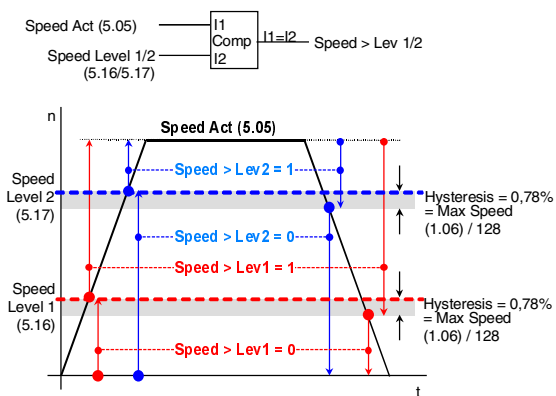 Speed Act (5.05)
I1
Comp
I1=I2
Speed > Lev 1/2
Speed Level 1/2
I2
(5.16/5.17)
n
Speed Act (5.05)
Speed > Lev2 = 1
Speed
Level 2
(5.17)
Hysteresis = 0,78%
= Max Speed
(1.06) / 128
Speed > Lev2 = 0
Speed > Lev1 = 1
Speed
Level 1
(5.16)
Hysteresis = 0,78%
= Max Speed
(1.06) / 128
Speed > Lev1 = 0
t